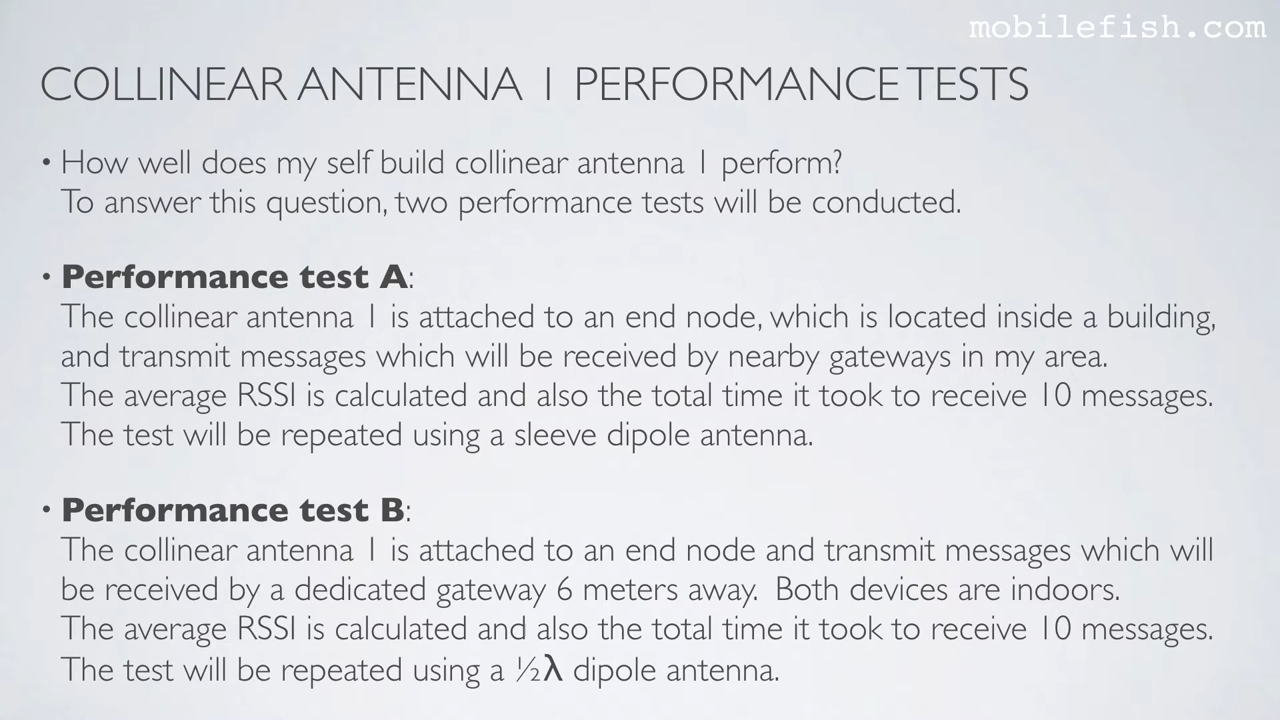 mobilefish.com
COLLINEAR ANTENNA 1 PERFORMANCE TESTS
• How well does my self build collinear antenna 1 perform?
To answer this question, two performance tests will be conducted.
• Performance test A:
The collinear antenna 1 is attached to an end node, which is located inside a building,
and transmit messages which will be received by nearby gateways in my area.
The average RSSI is calculated and also the total time it took to receive 10 messages.
The test will be repeated using a sleeve dipole antenna.
• Performance test B:
The collinear antenna 1 is attached to an end node and transmit messages which will
be received by a dedicated gateway 6 meters away. Both devices are indoors.
The average RSSI is calculated and also the total time it took to receive 10 messages.
The test will be repeated using a ½λ dipole antenna.